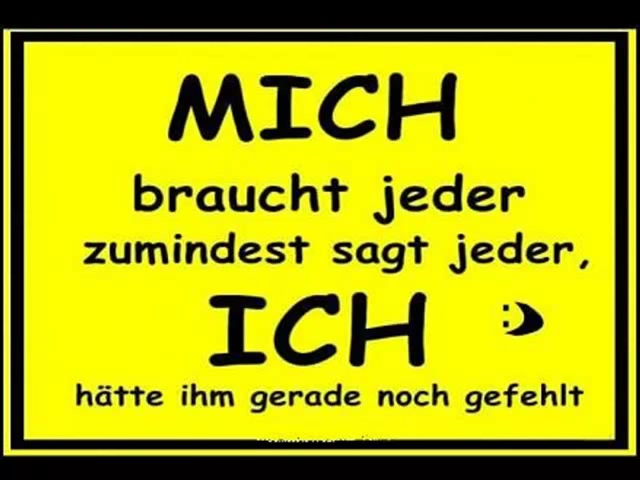 MICH
braucht jeder
zumindest sagt jeder,
ICH :)
hätte ihm gerade noch gefehlt